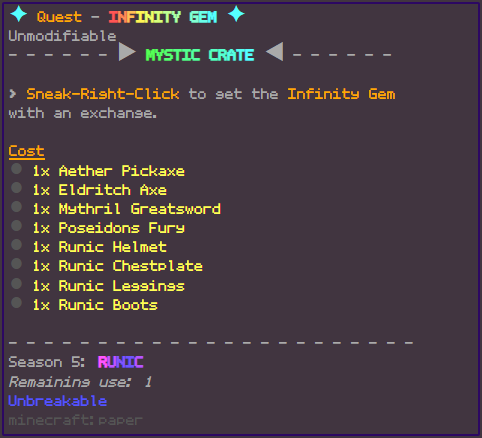 ✦ Quest - INFINITY GEM ✦
Unmodifiable
- - - - - - ▶ MYSTIC CRATE ◀ - - - - - -
> Sneak-Right-Click to get the Infinity Gem
with an exchange.
Cost
● 1x Aether Pickaxe
● 1x Eldritch Axe
● 1x Mythril Greatsword
● 1x Poseidons Fury
● 1x Runic Helmet
● 1x Runic Chestplate
● 1x Runic Leggings
● 1x Runic Boots
- - - - - - - - - - - - - - - - - - - - - - - -
Season 5: RUNIC
Remaining use: 1
Unbreakable
minecraft:paper